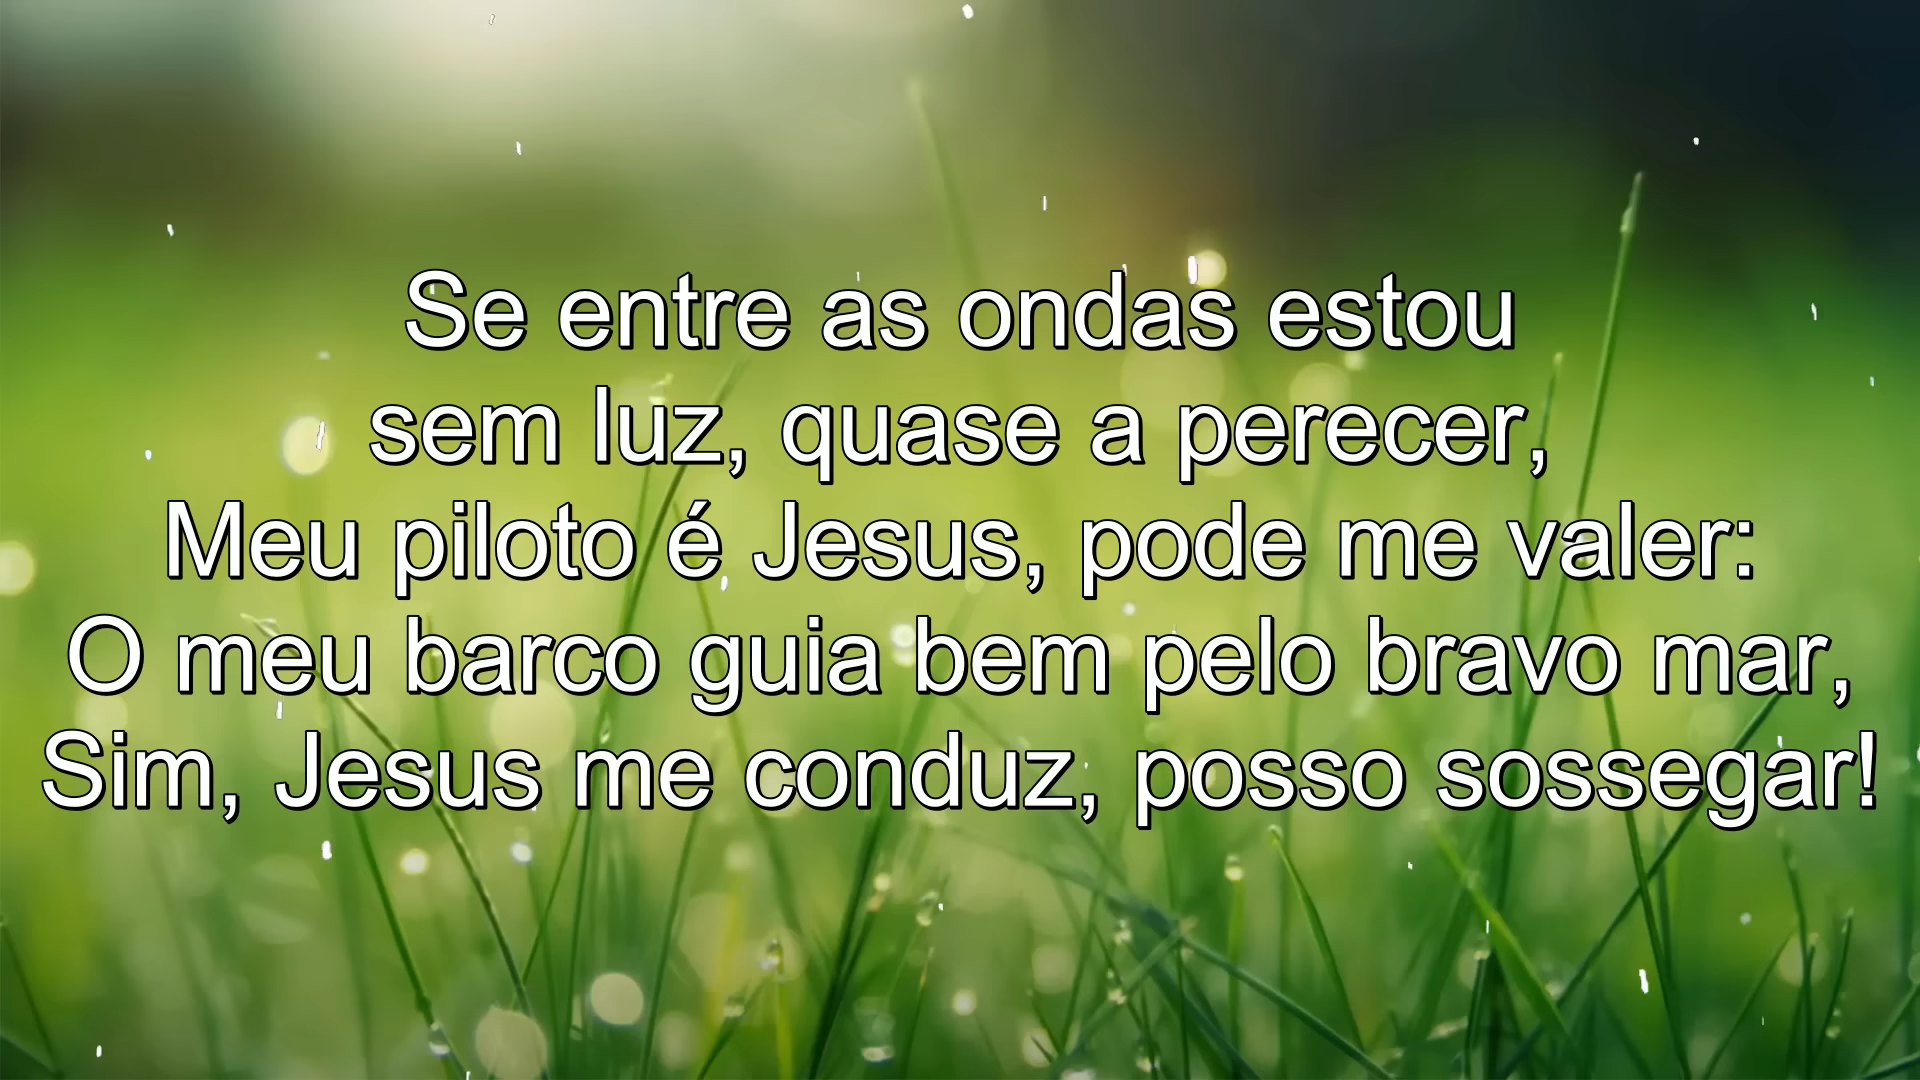 Se entre as ondas estou
sem luz, quase a perecer,
Meu piloto é Jesus, pode me valer:
O meu barco guia bem pelo bravo mar,
Sim, Jesus me conduz, posso sossegar!